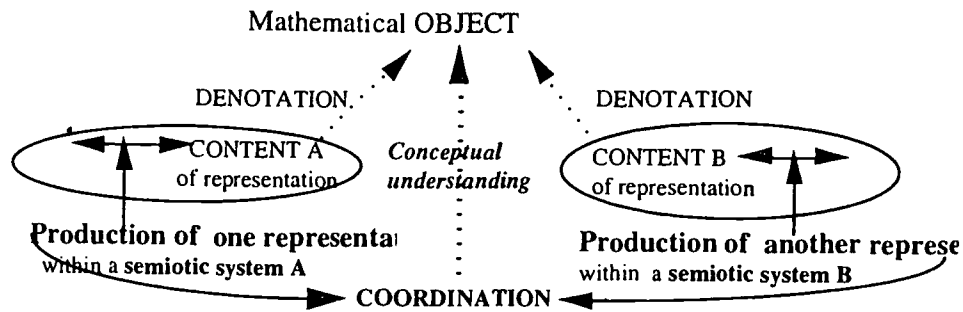 Mathematical OBJECT
DENOTATION
DENOTATION
CONTENT A
of representation
Conceptual
understanding
CONTENT B
of representation
Production of one representa
within a semiotic system A
Production of another represe
within a semiotic system B
COORDINATION